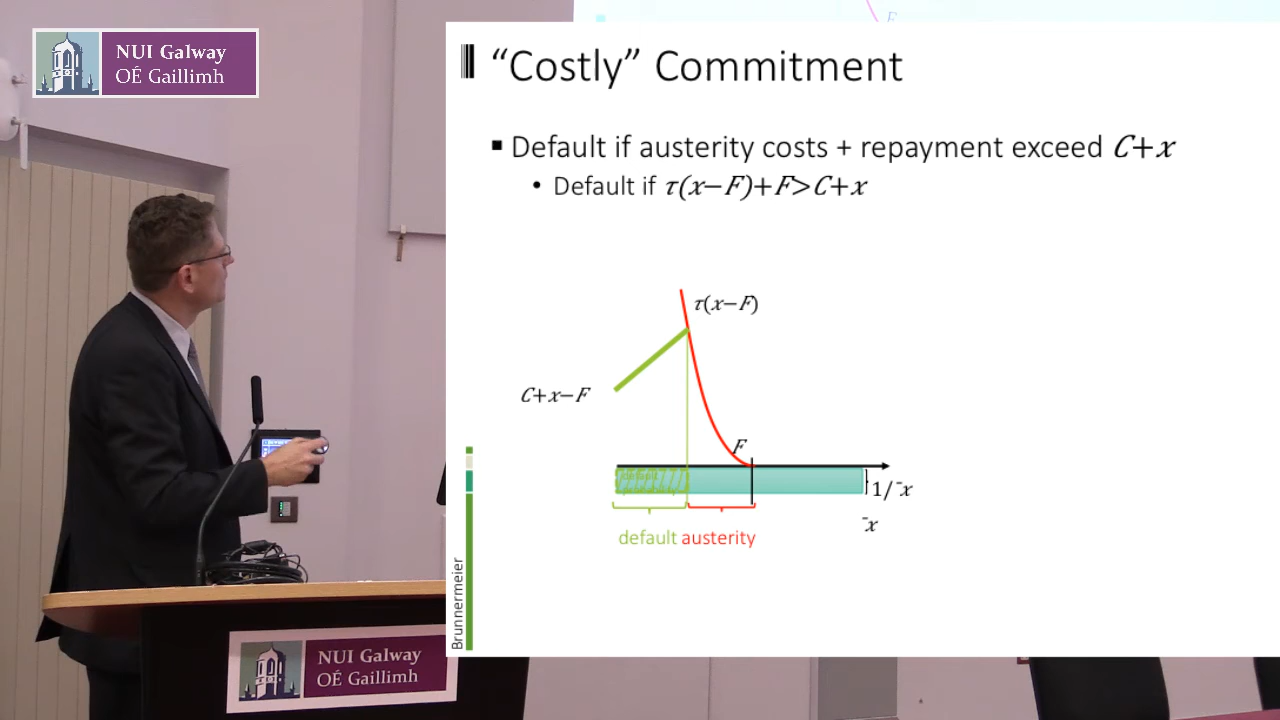 NUI Galway
OÉ Gaillimh
F
"Costly" Commitment
▪ Default if austerity costs + repayment exceed C+x
• Default if τ(x−F)+F>C+x
τ(x−F)
C+x−F
F
default
1/¯x
¯x
default austerity
Brunnermeier
NUI Galway
OÉ Gaillimh